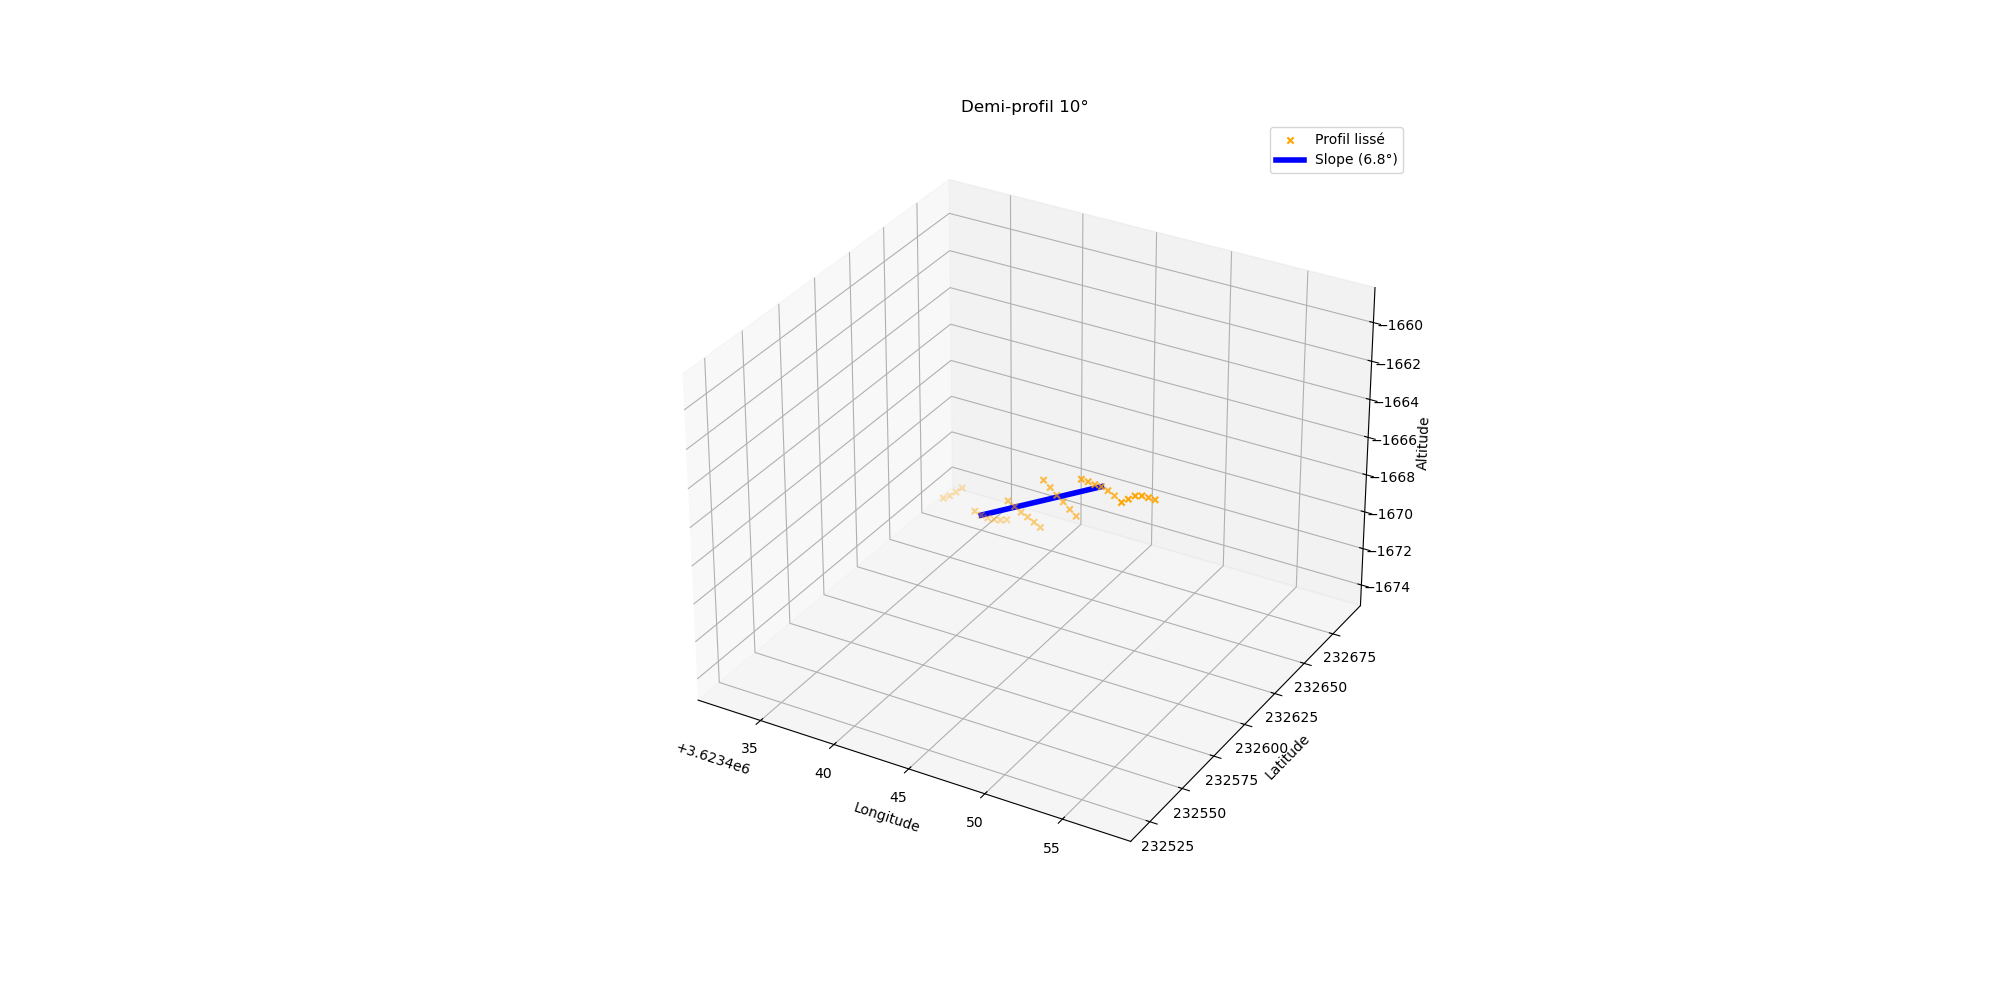 Demi-profil 10°
Profil lissé
Slope (6.8°)
−1660
−1662
−1664
−1666
−1668
−1670
−1672
−1674
Altitude
232675
232650
232625
232600
232575
232550
232525
Latitude
35
40
45
50
55
+3.6234e6
Longitude